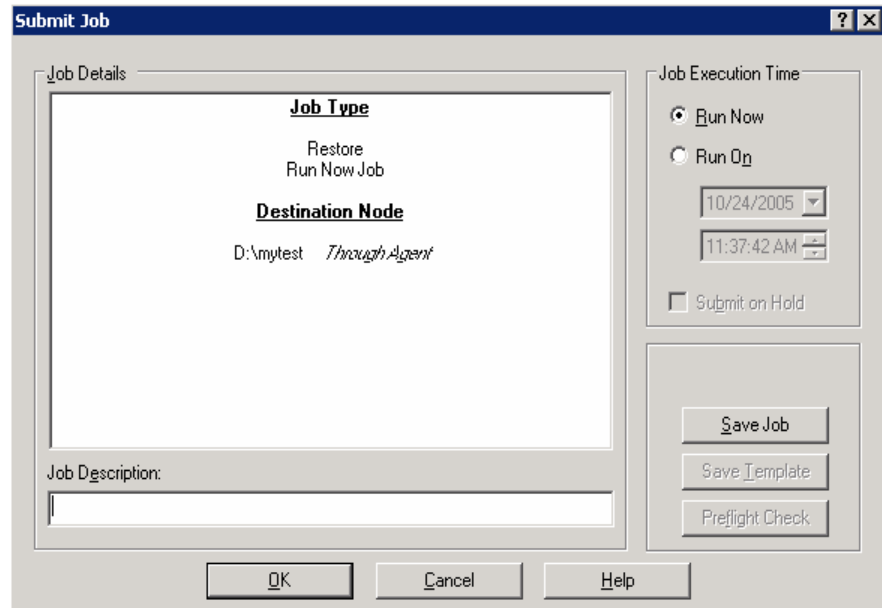 Submit Job
Job Details
Job Type
Restore
Run Now Job
Destination Node
D:\mytest Through Agent
Job Description:
Job Execution Time
Run Now
Run On
10/24/2005
11:37:42 AM
Submit on Hold
Save Job
Save Template
Preflight Check
OK
Cancel
Help